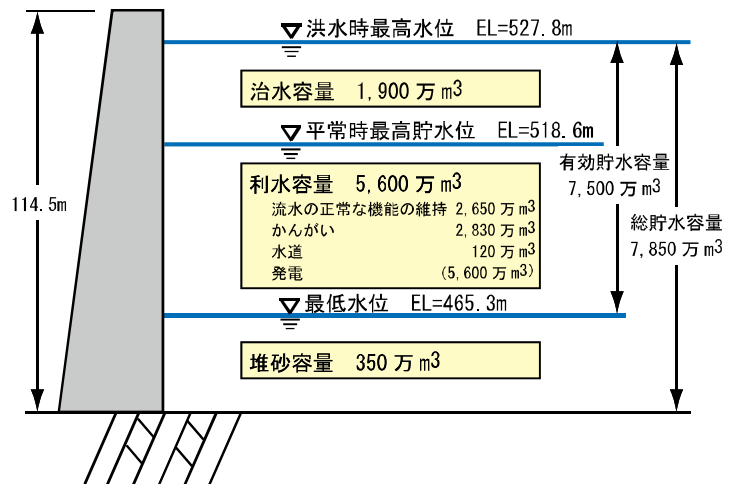 洪水時最高水位 EL=527.8m
治水容量 1,900万m3
平常時最高貯水位 EL=518.6m
有効貯水容量
7,500万m3
利水容量 5,600万m3
流水の正常な機能の維持 2,650万m3
かんがい 2,830万m3
水道 120万m3
発電 (5,600万m3)
114.5m
総貯水容量
7,850万m3
最低水位 EL=465.3m
堆砂容量 350万m3